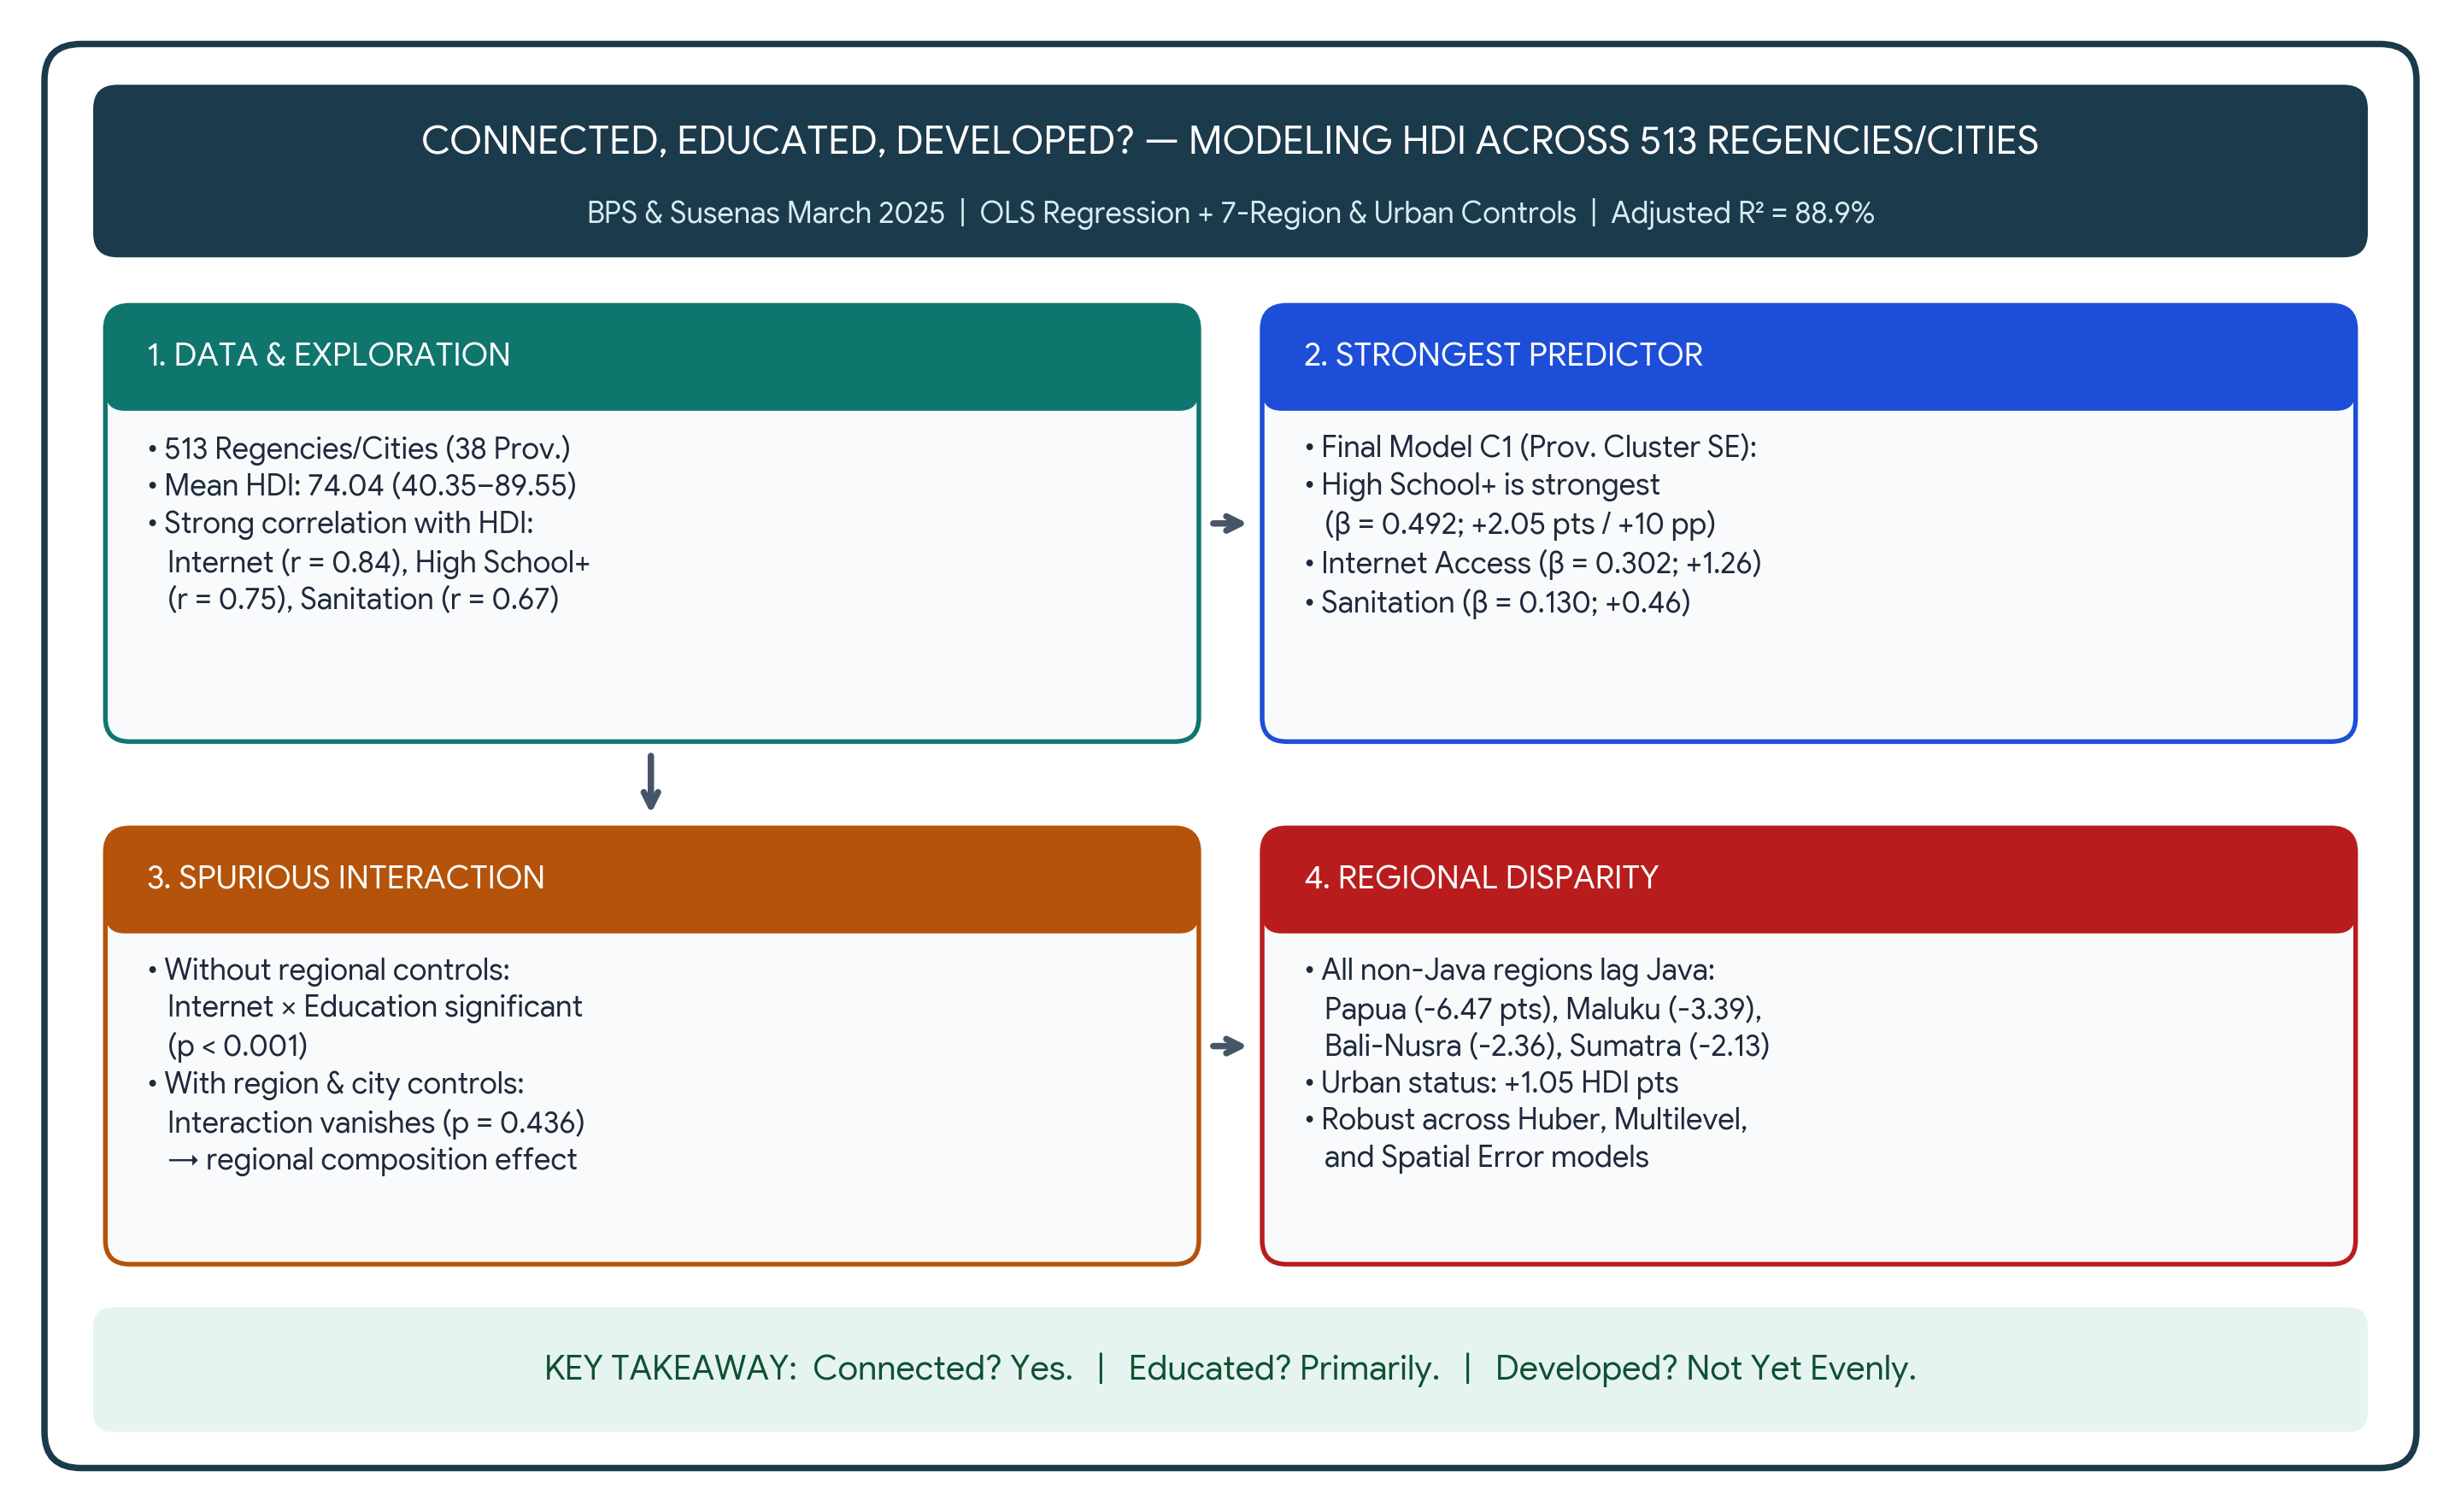 CONNECTED, EDUCATED, DEVELOPED? — MODELING HDI ACROSS 513 REGENCIES/CITIES
BPS & Susenas March 2025 | OLS Regression + 7-Region & Urban Controls | Adjusted R² = 88.9%
1. DATA & EXPLORATION
• 513 Regencies/Cities (38 Prov.)
• Mean HDI: 74.04 (40.35–89.55)
• Strong correlation with HDI:
Internet (r = 0.84), High School+
(r = 0.75), Sanitation (r = 0.67)
2. STRONGEST PREDICTOR
• Final Model C1 (Prov. Cluster SE):
• High School+ is strongest
(β = 0.492; +2.05 pts / +10 pp)
• Internet Access (β = 0.302; +1.26)
• Sanitation (β = 0.130; +0.46)
3. SPURIOUS INTERACTION
• Without regional controls:
Internet × Education significant
(p < 0.001)
• With region & city controls:
Interaction vanishes (p = 0.436)
→ regional composition effect
4. REGIONAL DISPARITY
• All non-Java regions lag Java:
Papua (-6.47 pts), Maluku (-3.39),
Bali-Nusra (-2.36), Sumatra (-2.13)
• Urban status: +1.05 HDI pts
• Robust across Huber, Multilevel,
and Spatial Error models
KEY TAKEAWAY: Connected? Yes. | Educated? Primarily. | Developed? Not Yet Evenly.